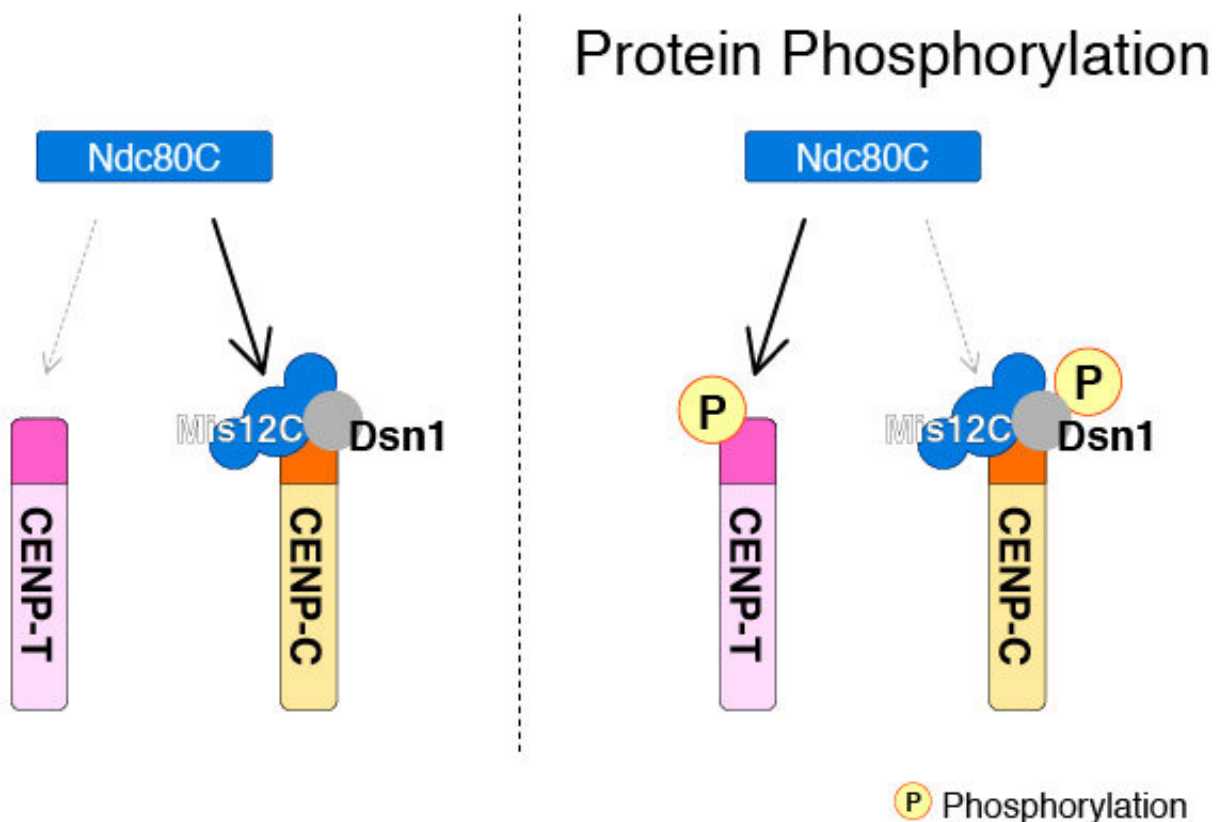 Protein Phosphorylation
Ndc80C
Ndc80C
Mis12C
Dsn1
CENP-T
CENP-C
P
P
Mis12C
Dsn1
CENP-T
CENP-C
P Phosphorylation